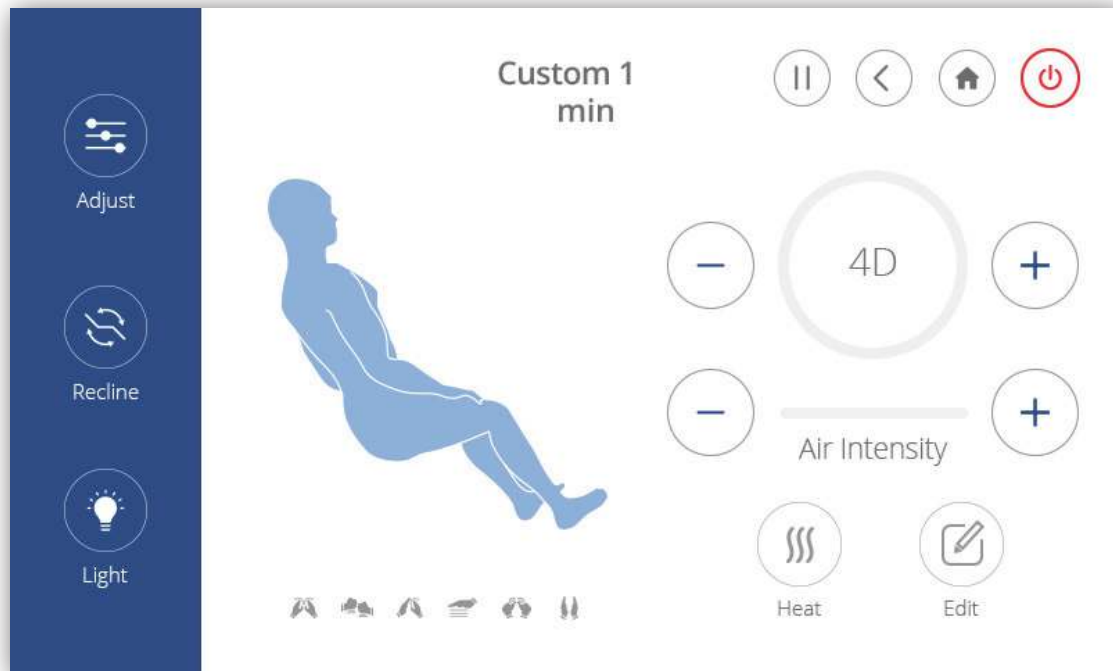 Custom 1
min
Adjust
4D
Recline
Air Intensity
Light
Heat
Edit